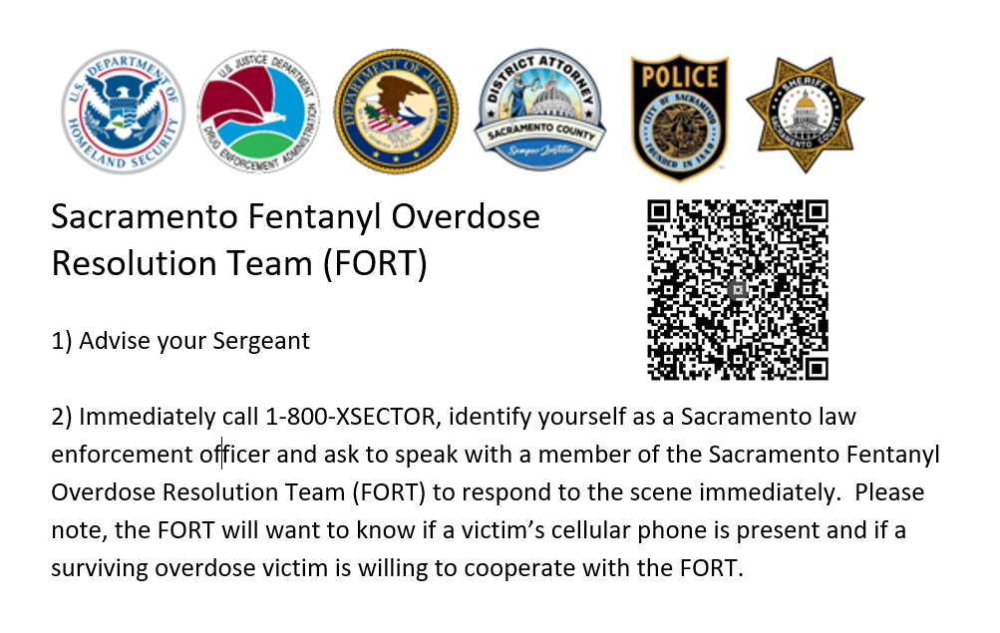 U.S. DEPARTMENT OF HOMELAND SECURITY
U.S. JUSTICE DEPARTMENT DRUG ENFORCEMENT ADMINISTRATION
DEPARTMENT OF JUSTICE
DISTRICT ATTORNEY
SACRAMENTO COUNTY
Semper Justitia
POLICE
CITY OF SACRAMENTO
FOUNDED IN 1849
SHERIFF
SACRAMENTO COUNTY
Sacramento Fentanyl Overdose
Resolution Team (FORT)
1) Advise your Sergeant
2) Immediately call 1-800-XSECTOR, identify yourself as a Sacramento law
enforcement officer and ask to speak with a member of the Sacramento Fentanyl
Overdose Resolution Team (FORT) to respond to the scene immediately.  Please
note, the FORT will want to know if a victim’s cellular phone is present and if a
surviving overdose victim is willing to cooperate with the FORT.